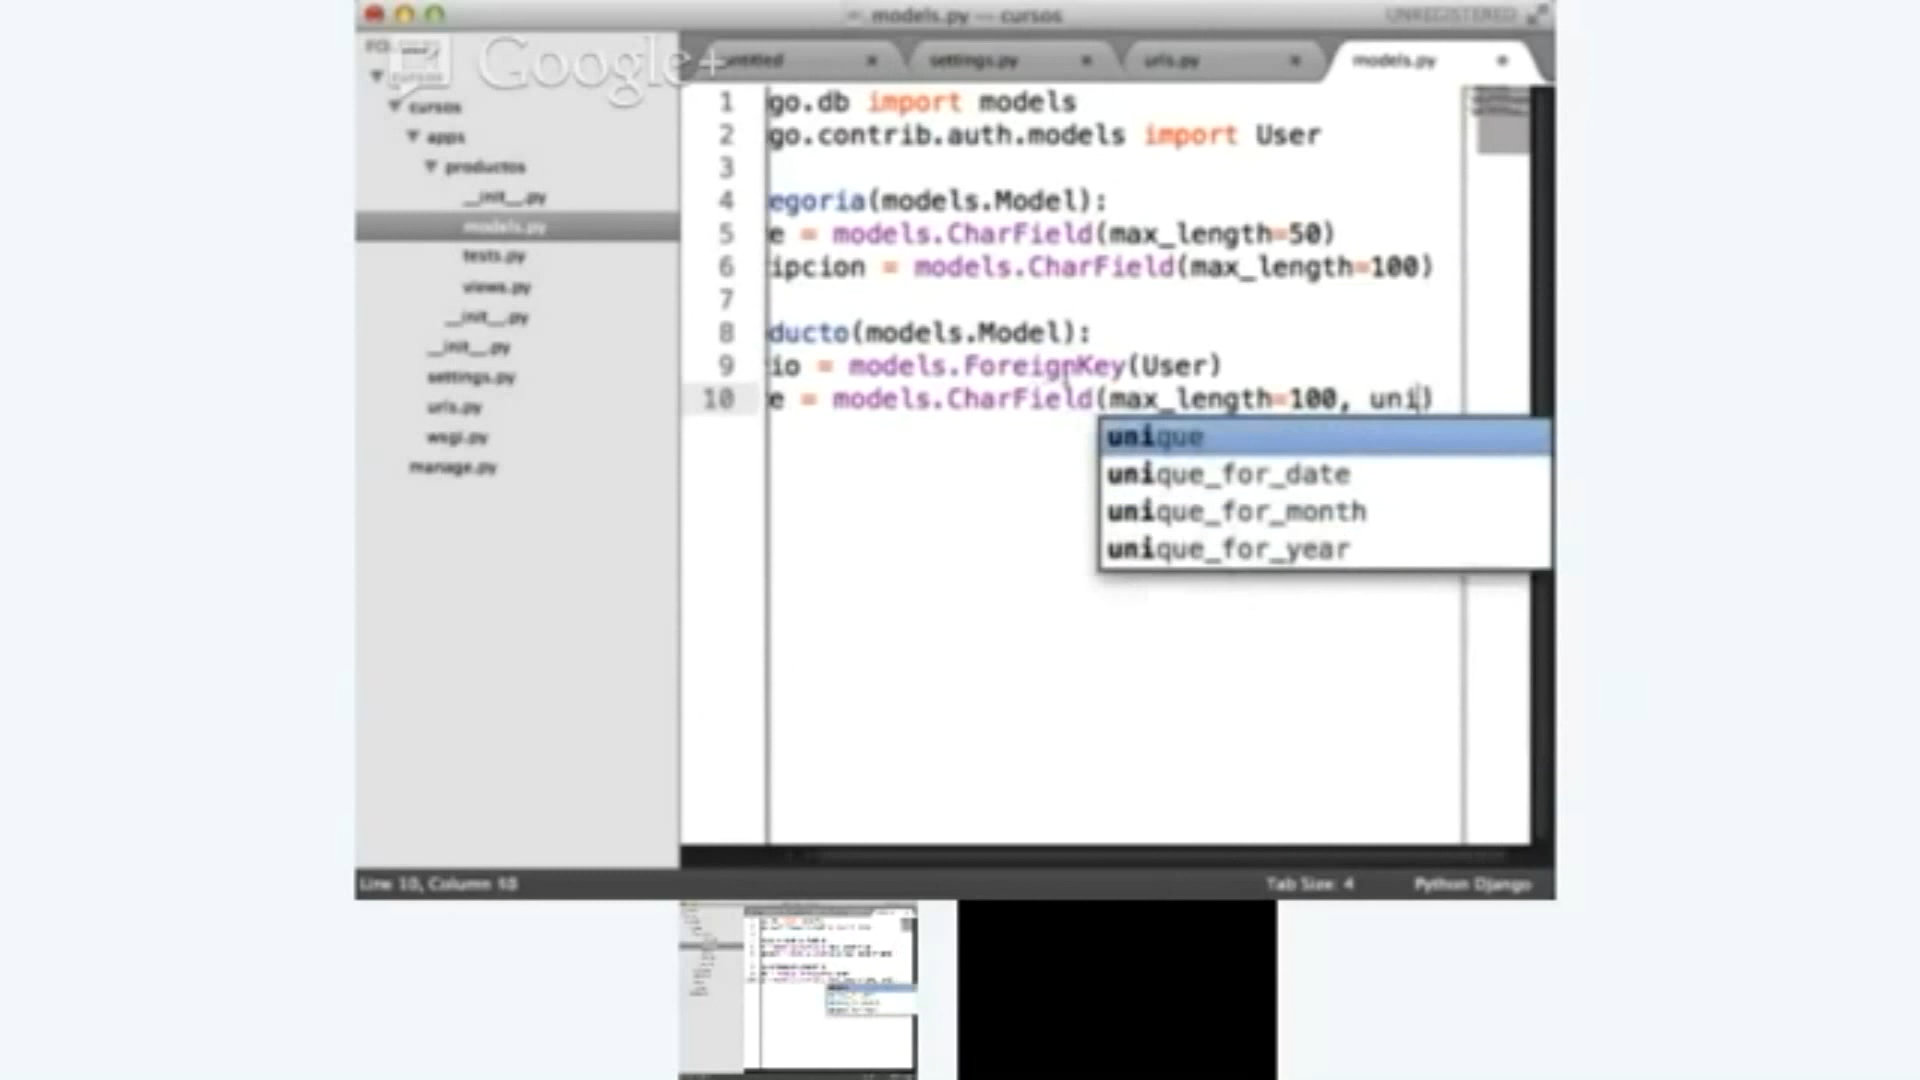 models.py — cursos
UNREGISTERED
Google+
untitled
settings.py
urls.py
models.py
cursos
cursos
apps
productos
__init__.py
models.py
tests.py
views.py
__init__.py
__init__.py
settings.py
urls.py
wsgi.py
manage.py
1 go.db import models
2 go.contrib.auth.models import User
3
4 egoria(models.Model):
5 e = models.CharField(max_length=50)
6 ipcion = models.CharField(max_length=100)
7
8 ducto(models.Model):
9 io = models.ForeignKey(User)
10 e = models.CharField(max_length=100, uni)
unique
unique_for_date
unique_for_month
unique_for_year
Line 10, Column
Tab Size: 4
Python Django